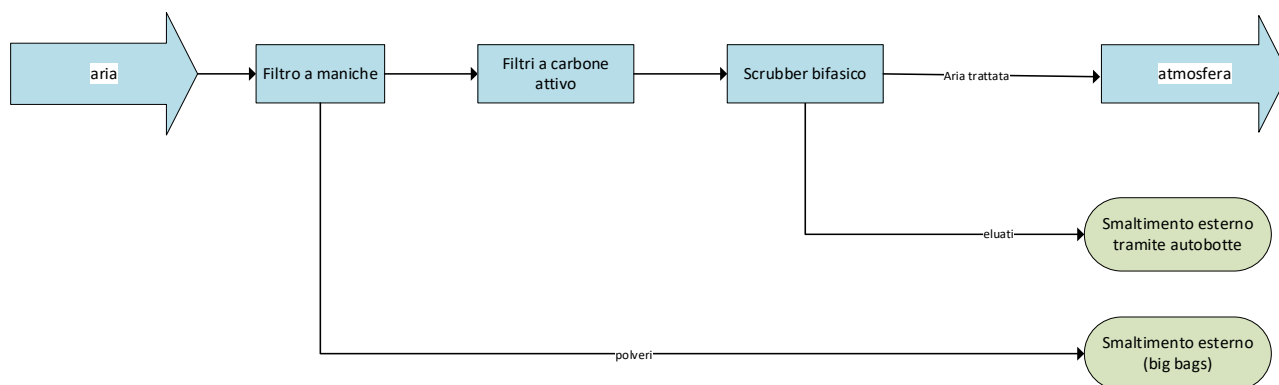 aria
Filtro a maniche
Filtri a carbone
attivo
Scrubber bifasico
Aria trattata
atmosfera
eluati
Smaltimento esterno
tramite autobotte
polveri
Smaltimento esterno
(big bags)